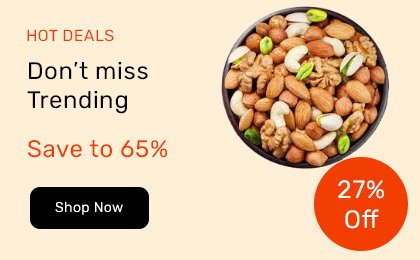 HOT DEALS
Don't miss
Trending
Save to 65%
Shop Now
27%
Off